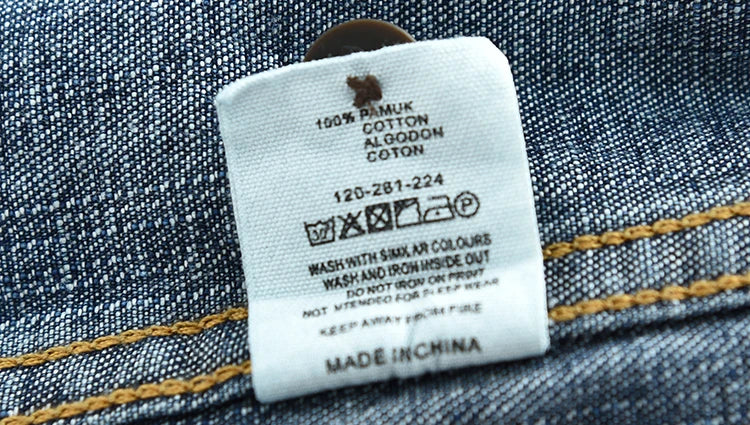 100% PAMUK
COTTON
ALGODON
COTON
120-261-224
P
WASH WITH SIMILAR COLOURS
WASH AND IRON INSIDE OUT
DO NOT IRON ON PRINT
NOT INTENDED FOR SLEEP WEAR
KEEP AWAY FROM FIRE
MADE IN CHINA